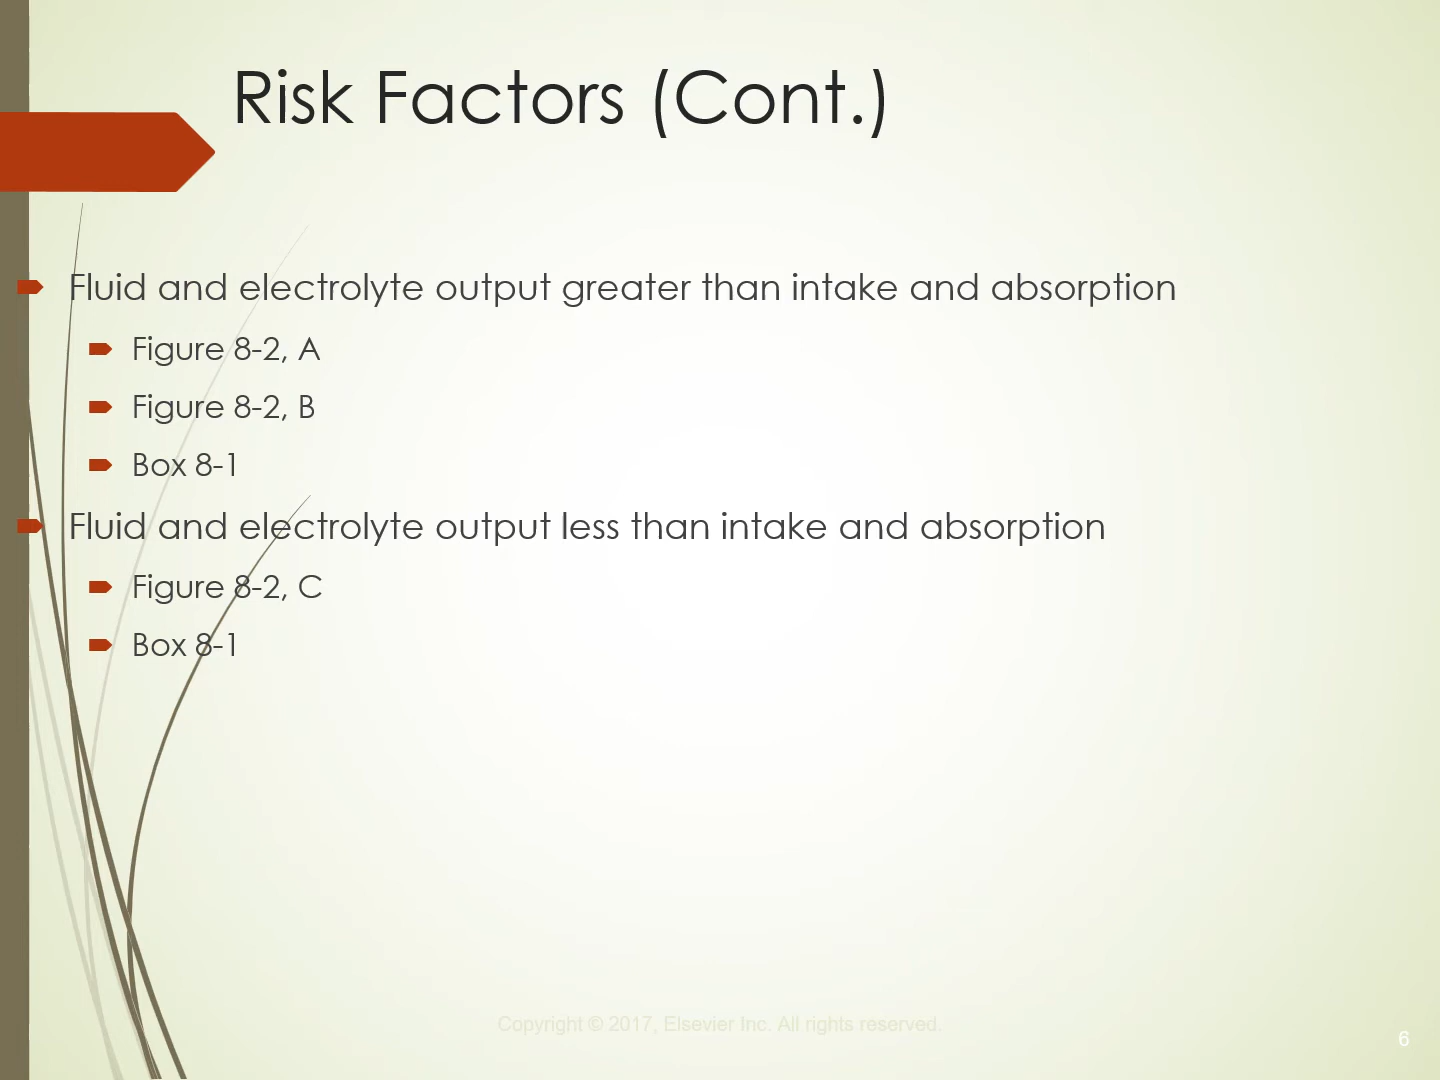 Risk Factors (Cont.)
Fluid and electrolyte output greater than intake and absorption
Figure 8-2, A
Figure 8-2, B
Box 8-1
Fluid and electrolyte output less than intake and absorption
Figure 8-2, C
Box 8-1
Copyright © 2017, Elsevier Inc. All rights reserved.
6